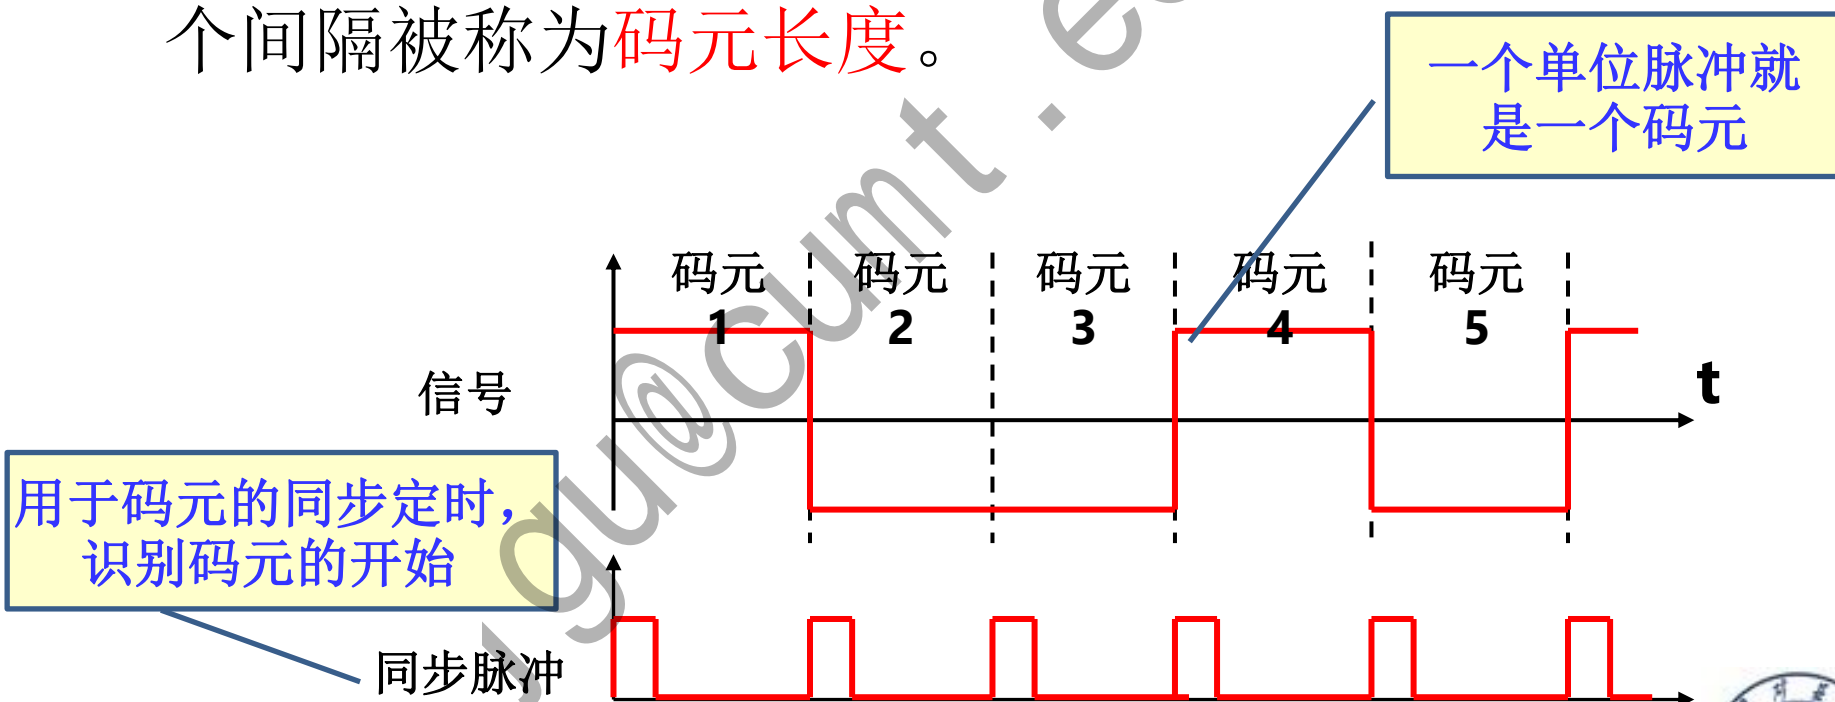 个间隔被称为码元长度。
一个单位脉冲就
是一个码元
码元 码元 码元 码元 码元
1 2 3 4 5
t
信号
用于码元的同步定时，
识别码元的开始
同步脉冲
gu@cumt.e